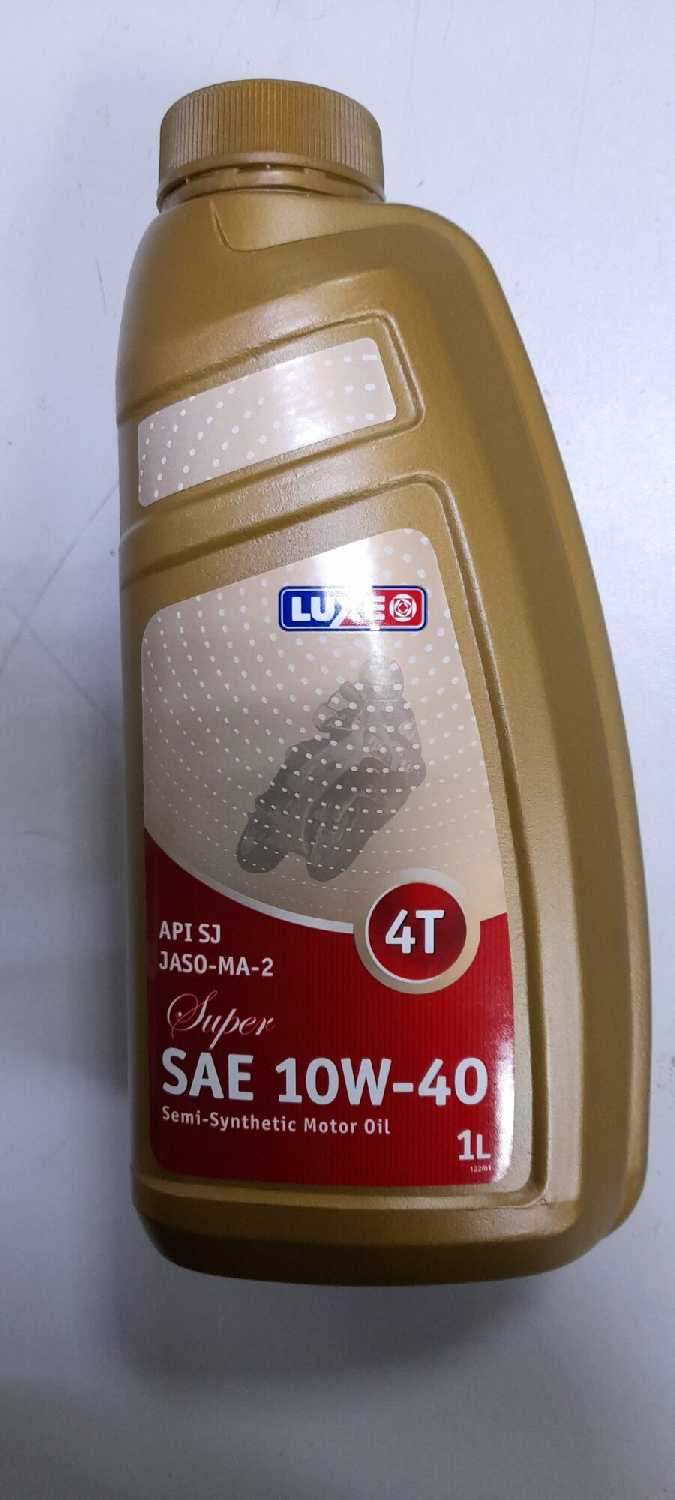 LUXE
4T
API SJ
JASO-MA-2
Super
SAE 10W-40
Semi-Synthetic Motor Oil
1L